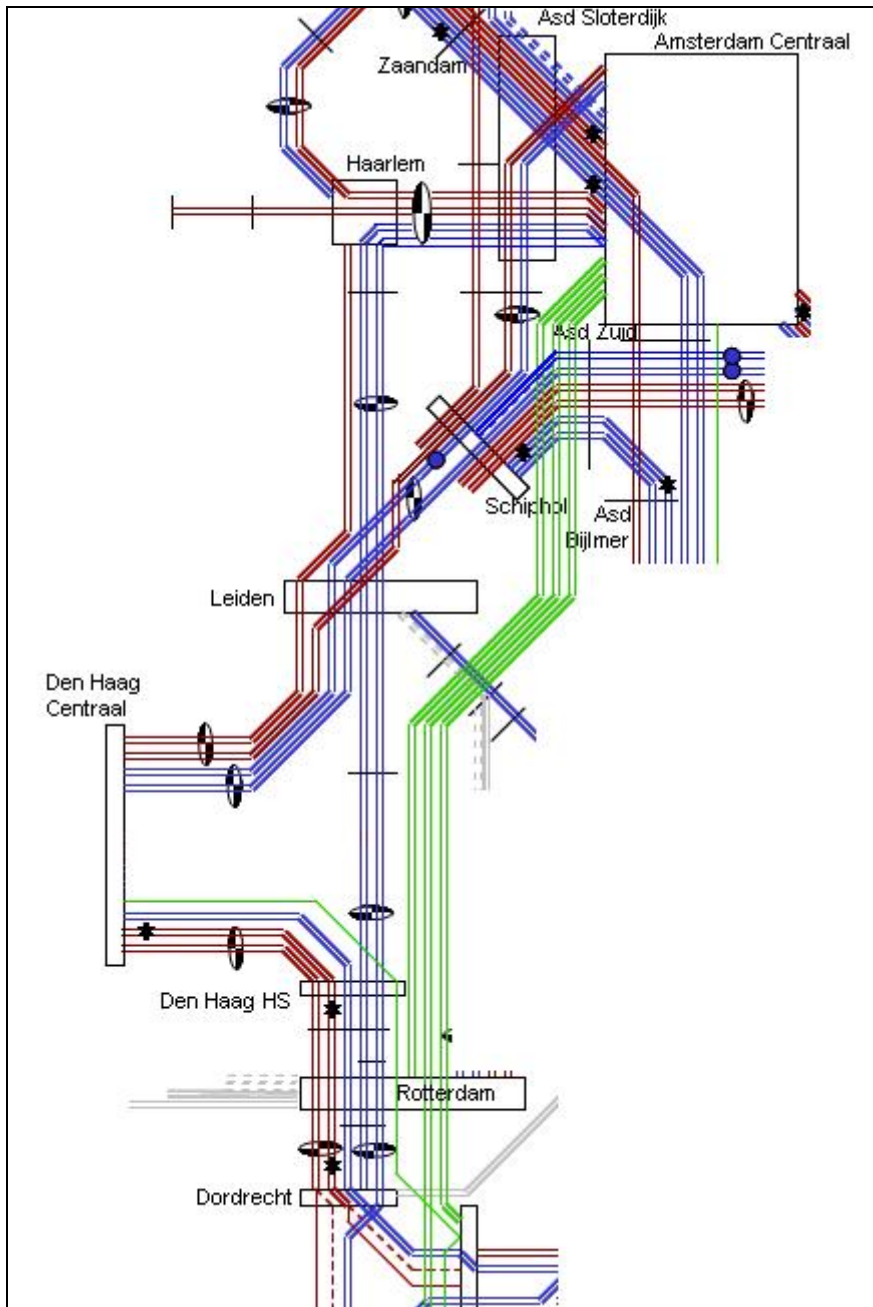 Asd Sloterdijk
Amsterdam Centraal
Zaandam
Haarlem
Asd Zuid
Schiphol
Asd
Bijlmer
Leiden
Den Haag
Centraal
Den Haag HS
Rotterdam
Dordrecht